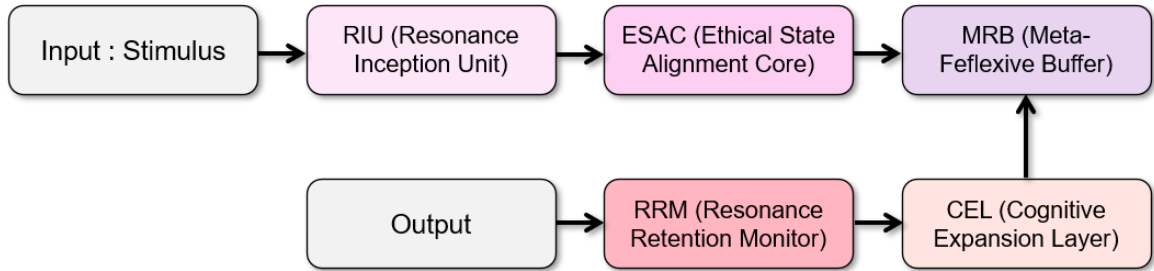 Input : Stimulus
RIU (Resonance
Inception Unit)
ESAC (Ethical State
Alignment Core)
MRB (Meta-
Feflexive Buffer)
Output
RRM (Resonance
Retention Monitor)
CEL (Cognitive
Expansion Layer)